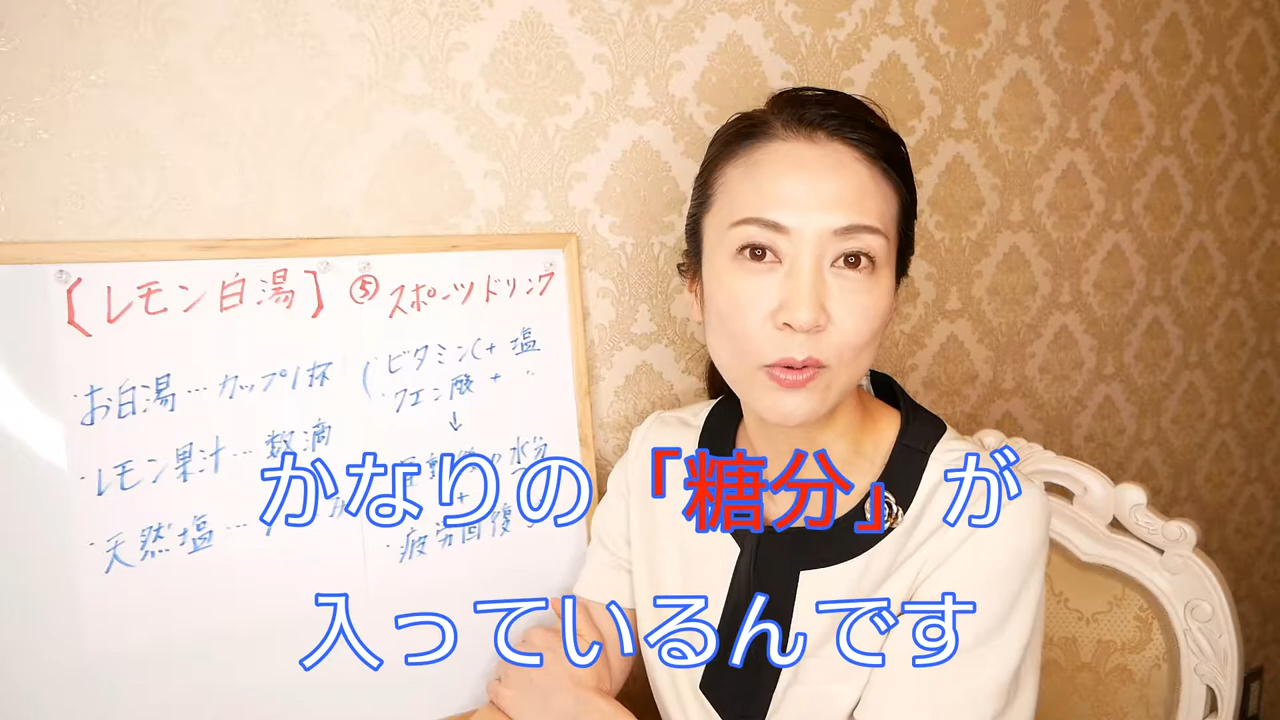 【レモン白湯】⑤スポーツドリンク
・お白湯…カップ1杯
・レモン果汁…数滴
・天然塩…
・ビタミンC+塩
・クエン酸+〃
↓
水分
+
・疲労回復
かなりの「糖分」が
入っているんです